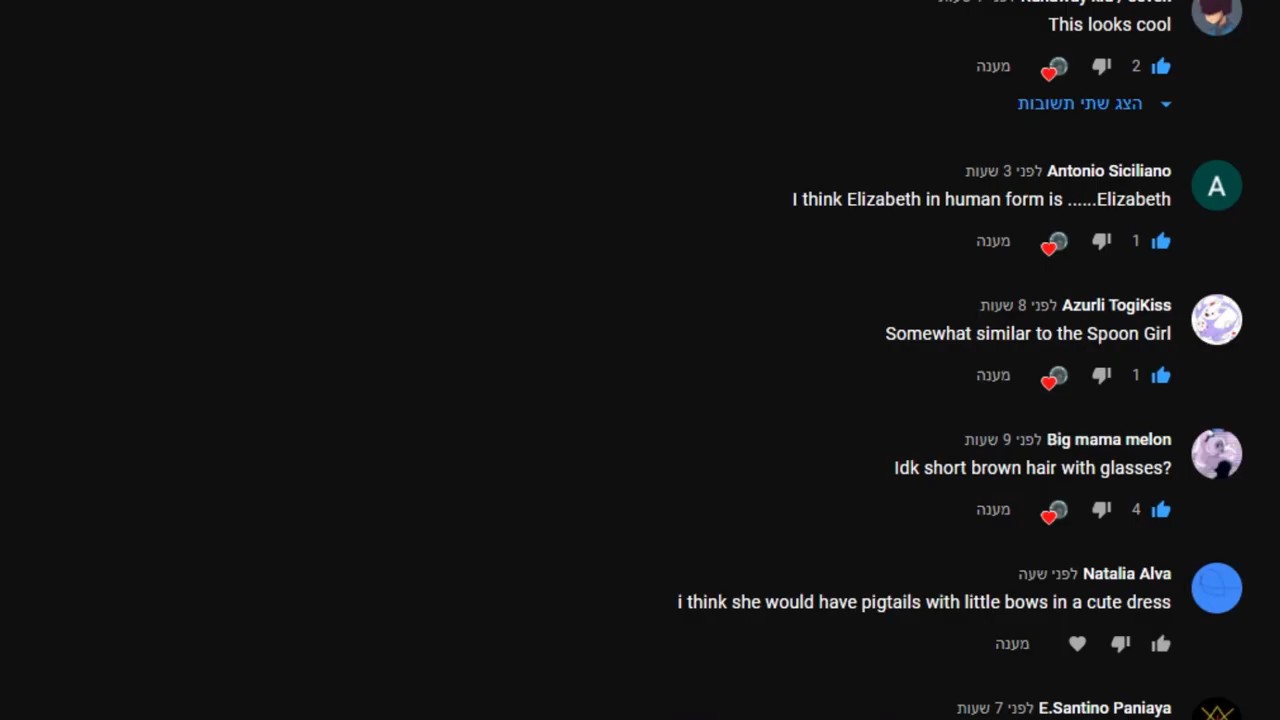 This looks cool
2 מענה
הצג שתי תשובות
Antonio Siciliano לפני 3 שעות
I think Elizabeth in human form is ......Elizabeth
A
1 מענה
Azurli TogiKiss לפני 8 שעות
Somewhat similar to the Spoon Girl
1 מענה
Big mama melon לפני 9 שעות
Idk short brown hair with glasses?
4 מענה
Natalia Alva לפני שעה
i think she would have pigtails with little bows in a cute dress
מענה
E.Santino Paniaya לפני 7 שעות